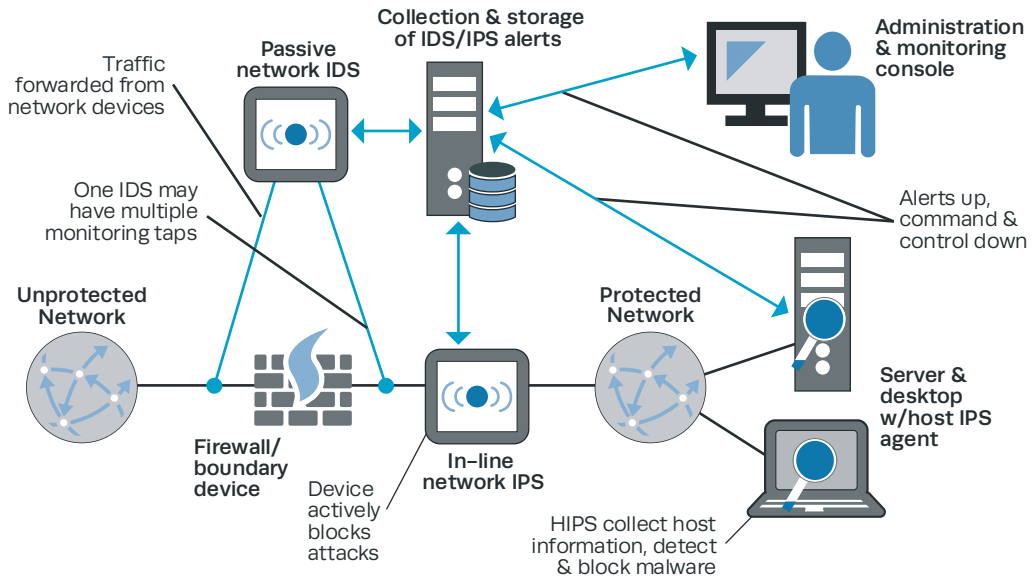 Collection & storage
of IDS/IPS alerts
Administration
& monitoring
console
Passive
network IDS
Traffic
forwarded from
network devices
One IDS may
have multiple
monitoring taps
Alerts up,
command &
control down
Unprotected
Network
Protected
Network
Firewall/
boundary
device
In-line
network IPS
Server &
desktop
w/host IPS
agent
Device
actively
blocks
attacks
HIPS collect host
information, detect
& block malware